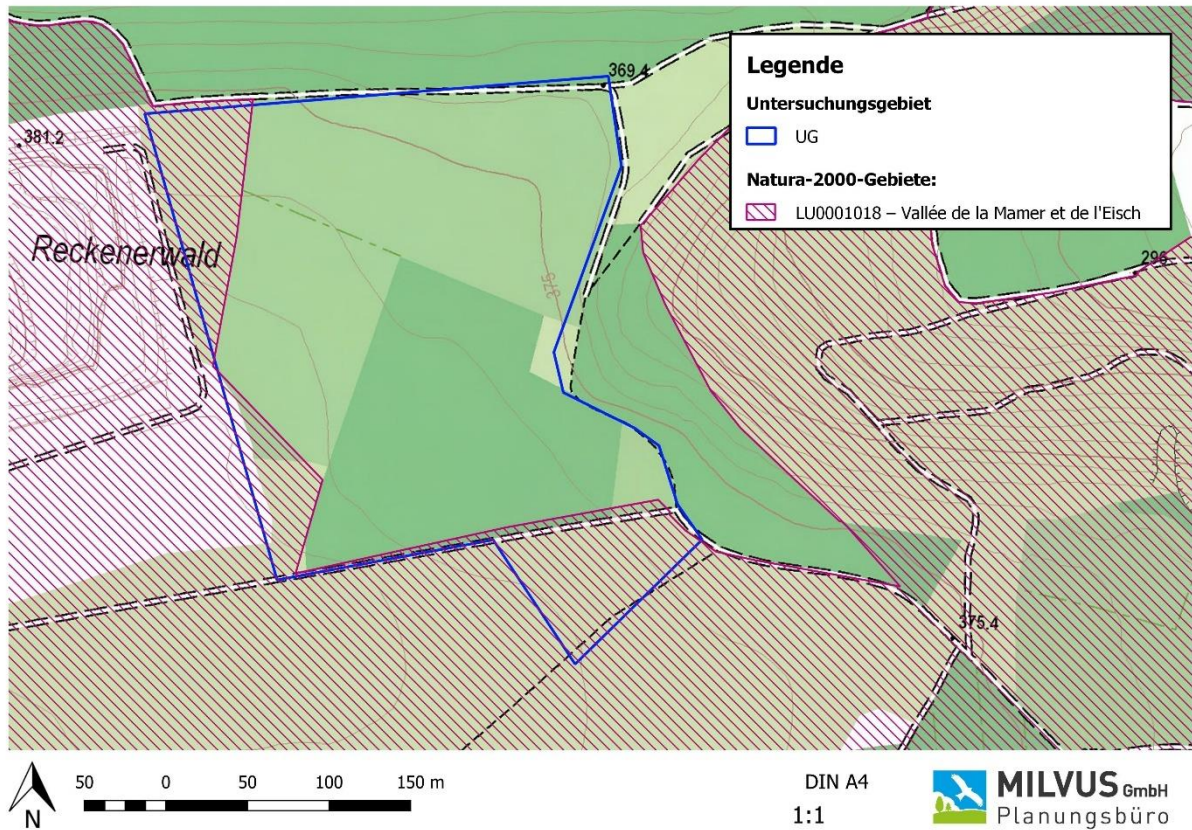 369.4
381.2
Reckenerwald
375
296
375.4
Legende
Untersuchungsgebiet
UG
Natura-2000-Gebiete:
LU0001018 – Vallée de la Mamer et de l'Eisch
N
50 0 50 100 150 m
DIN A4
1:1
MILVUS GmbH
Planungsbüro